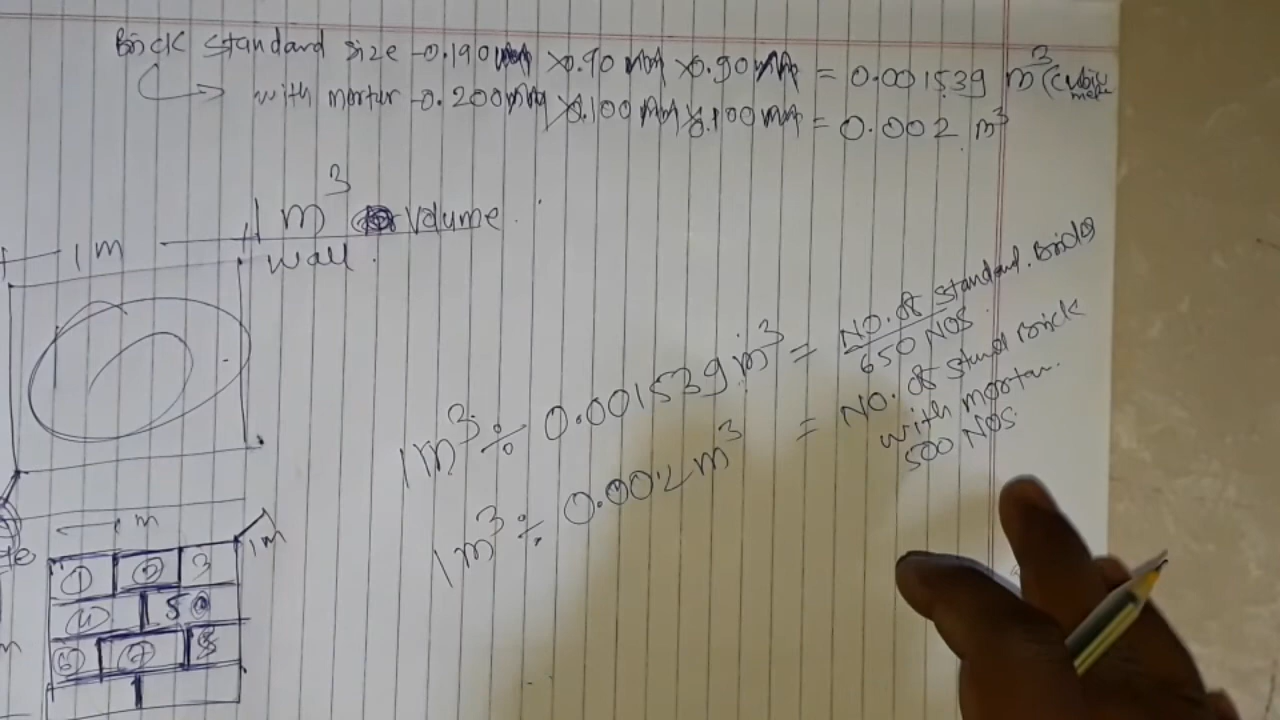 Brick standard size - 0.190 mm × 0.90 mm × 0.90 mm = 0.001539 m³ (cubic
with mortar - 0.200 mm × 0.100 mm × 0.100 mm = 0.002 m³
1 m³ volume.
wall.
1 m
1m³ ÷ 0.001539 m³ = NO. of standard. Bricks
650 NOS.
1m³ ÷ 0.002 m³ = NO. of stand Brick
with mortar.
500 NOS.
1 m
1m
1 2 3
4 5
6 7 8
m